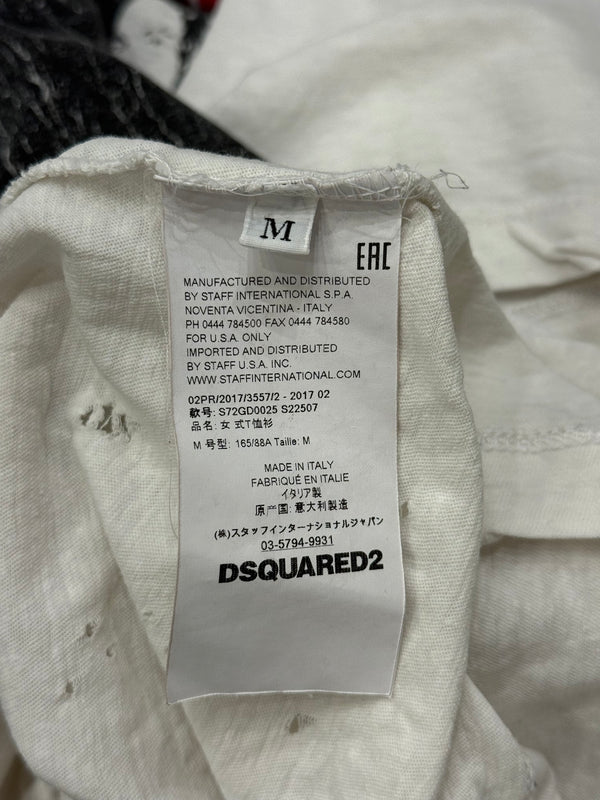 M
EAC
MANUFACTURED AND DISTRIBUTED
BY STAFF INTERNATIONAL S.P.A.
NOVENTA VICENTINA - ITALY
PH 0444 784500 FAX 0444 784580
FOR U.S.A. ONLY
IMPORTED AND DISTRIBUTED
BY STAFF U.S.A. INC.
WWW.STAFFINTERNATIONAL.COM
02PR/2017/3557/2 - 2017 02
款号: S72GD0025 S22507
品名: 女 式T恤衫
M 号型: 165/88A Taille: M
MADE IN ITALY
FABRIQUÉ EN ITALIE
イタリア製
原产国: 意大利製造
(株)スタッフインターナショナルジャパン
03-5794-9931
DSQUARED2